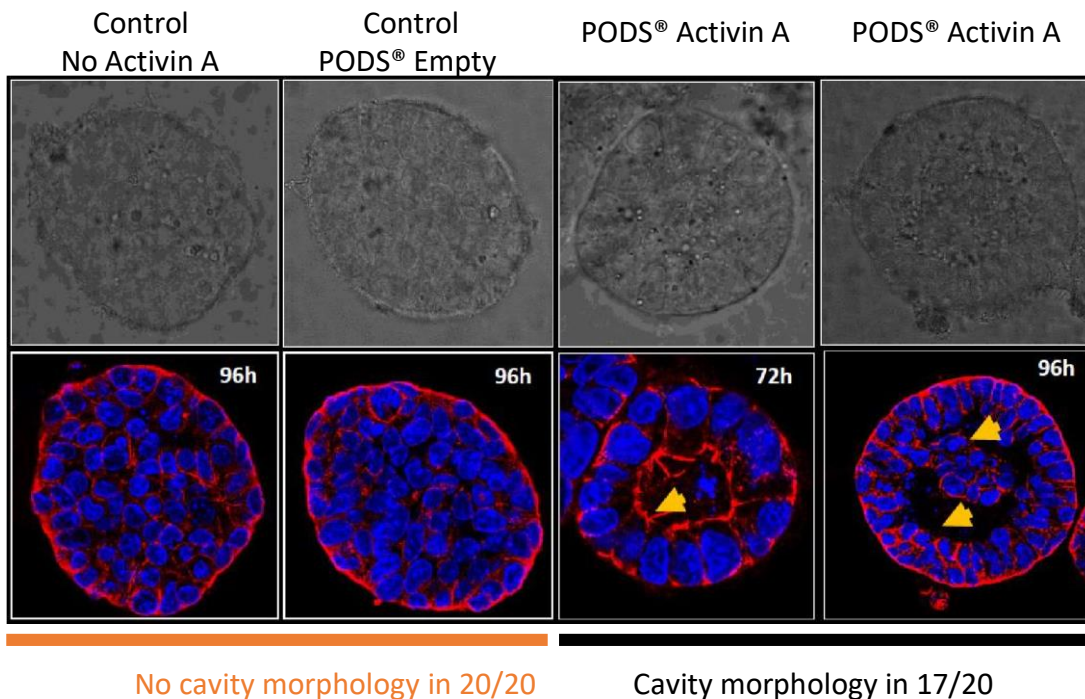 Control
No Activin A
Control
PODS® Empty
PODS® Activin A
PODS® Activin A
96h
96h
72h
96h
No cavity morphology in 20/20
Cavity morphology in 17/20